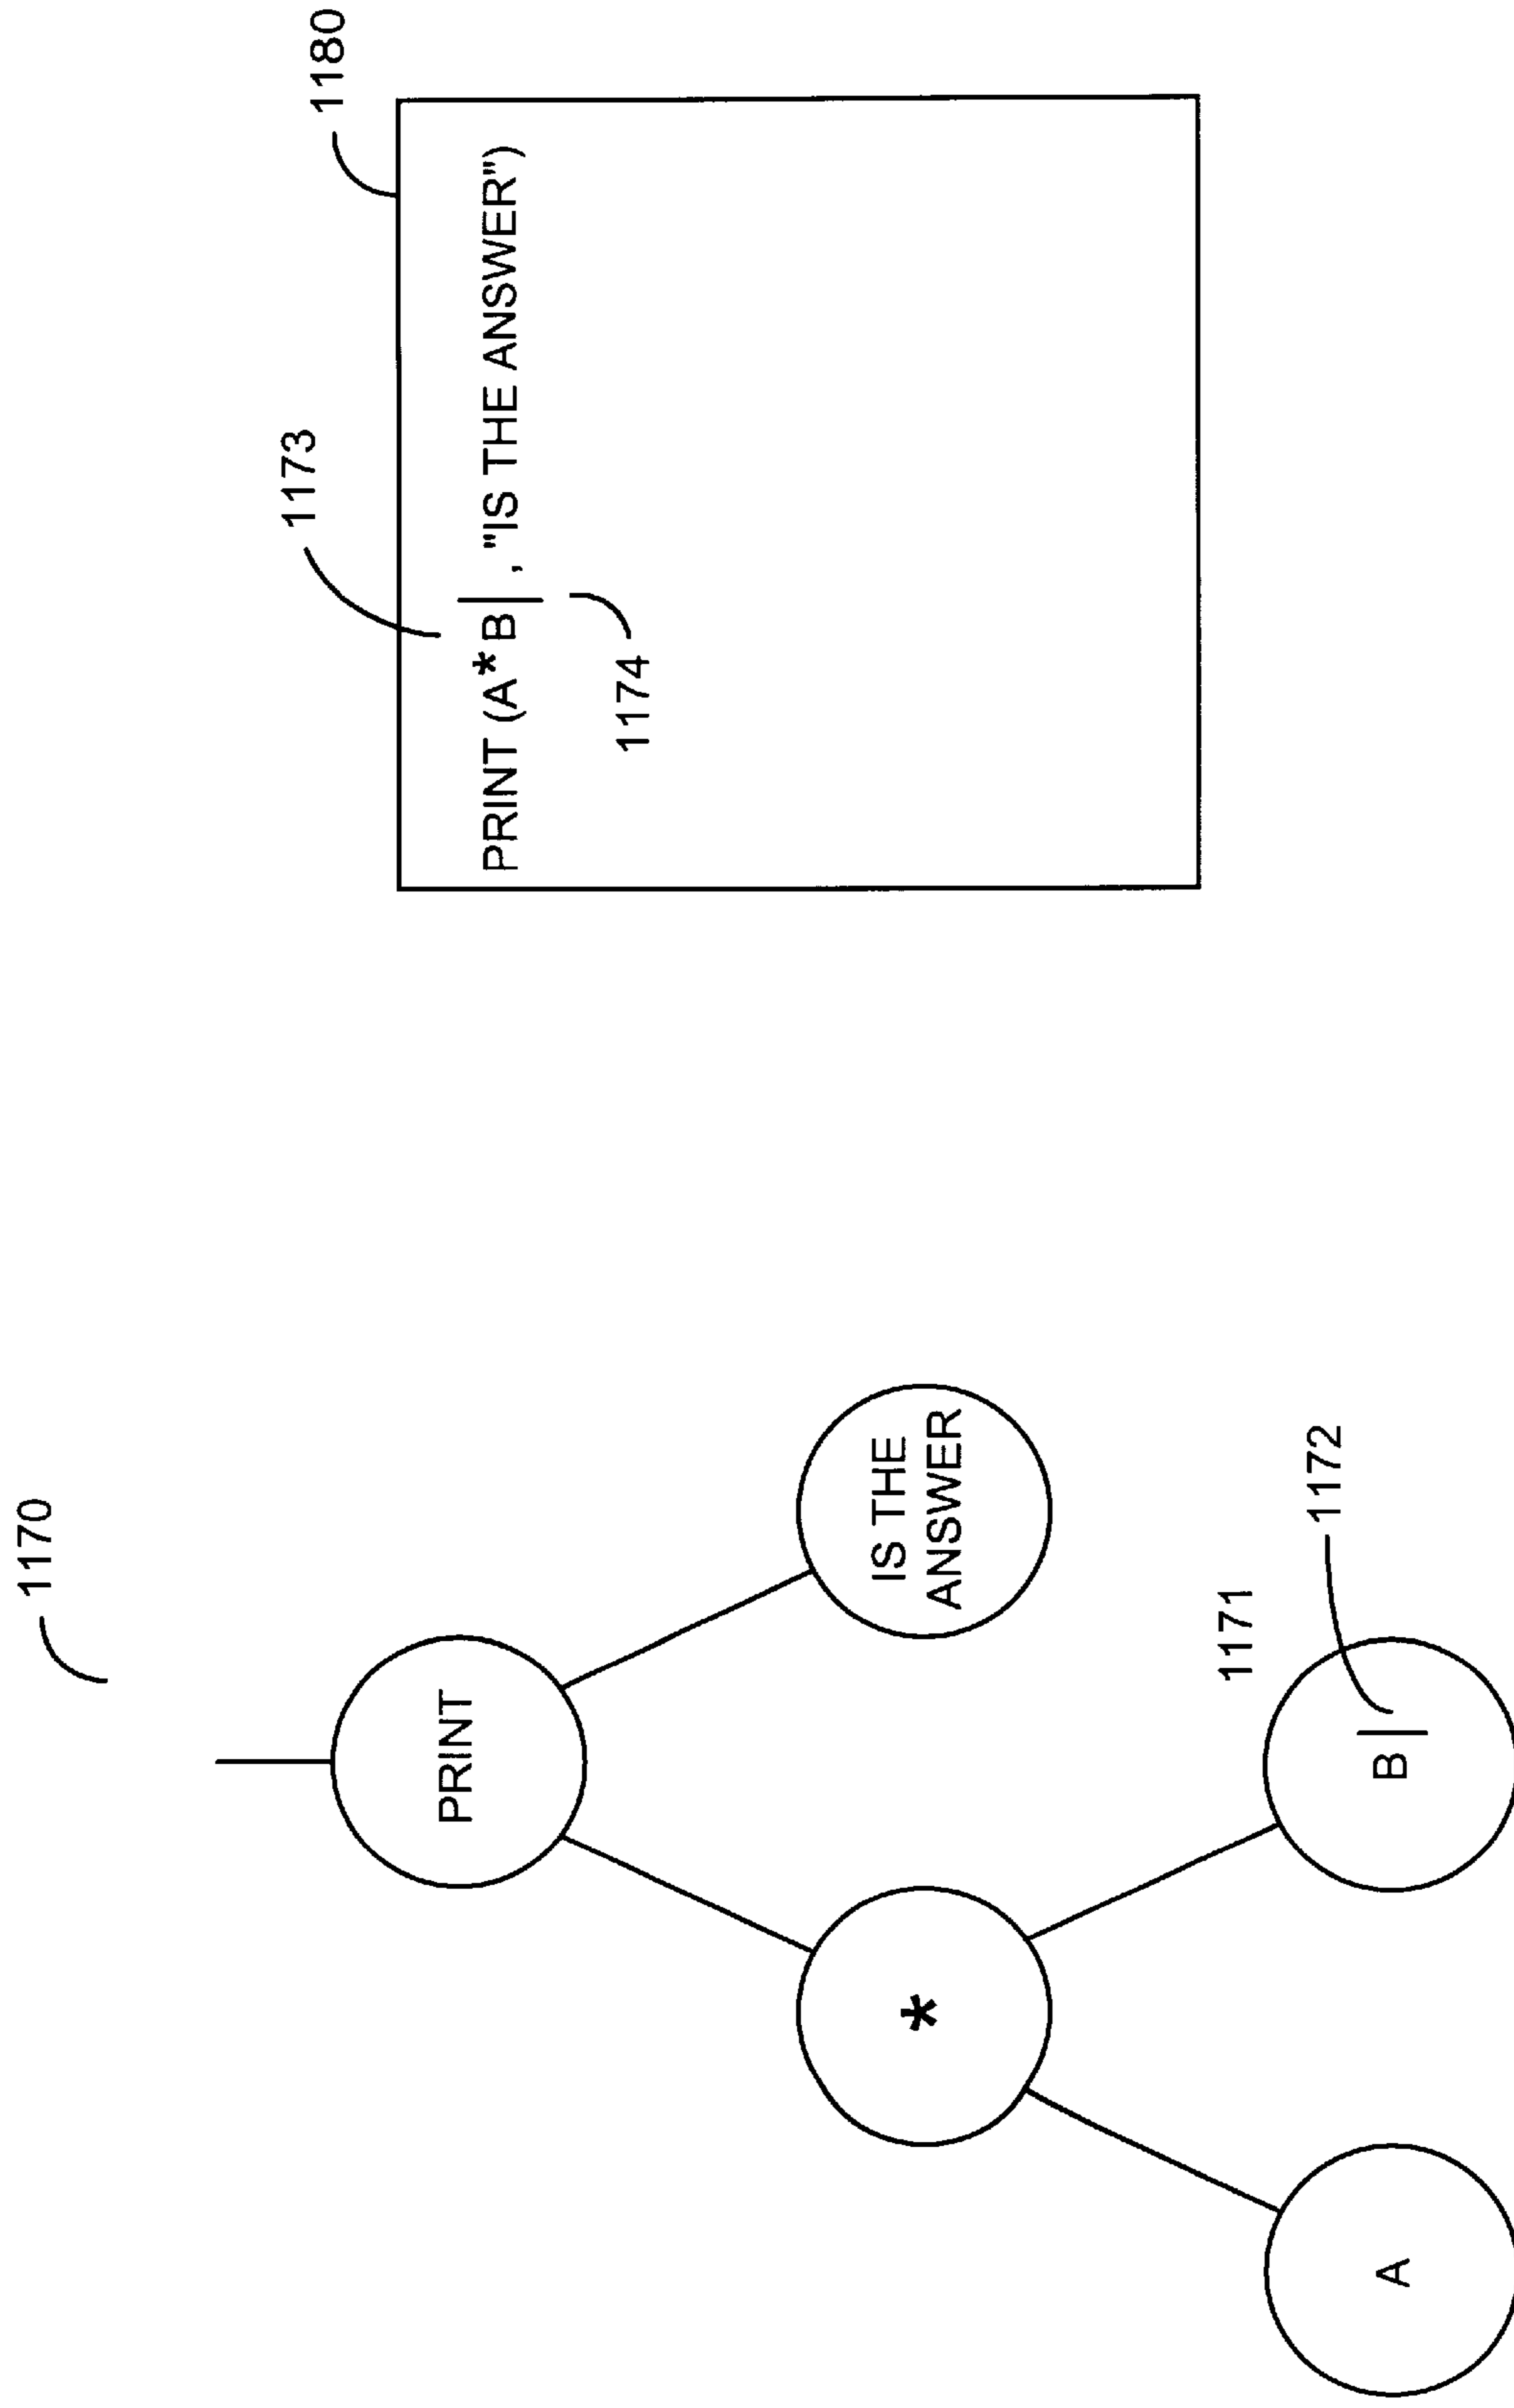 1170
PRINT
*
IS THE
ANSWER
A
B|
1171
1172
1180
1173
PRINT (A*B|, "IS THE ANSWER")
1174